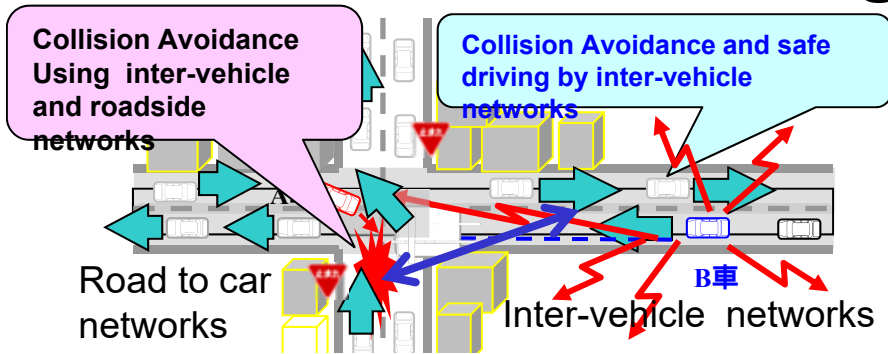 Collision Avoidance
Using inter-vehicle
and roadside
networks
Collision Avoidance and safe
driving by inter-vehicle
networks
A
B車
Road to car
networks
Inter-vehicle networks